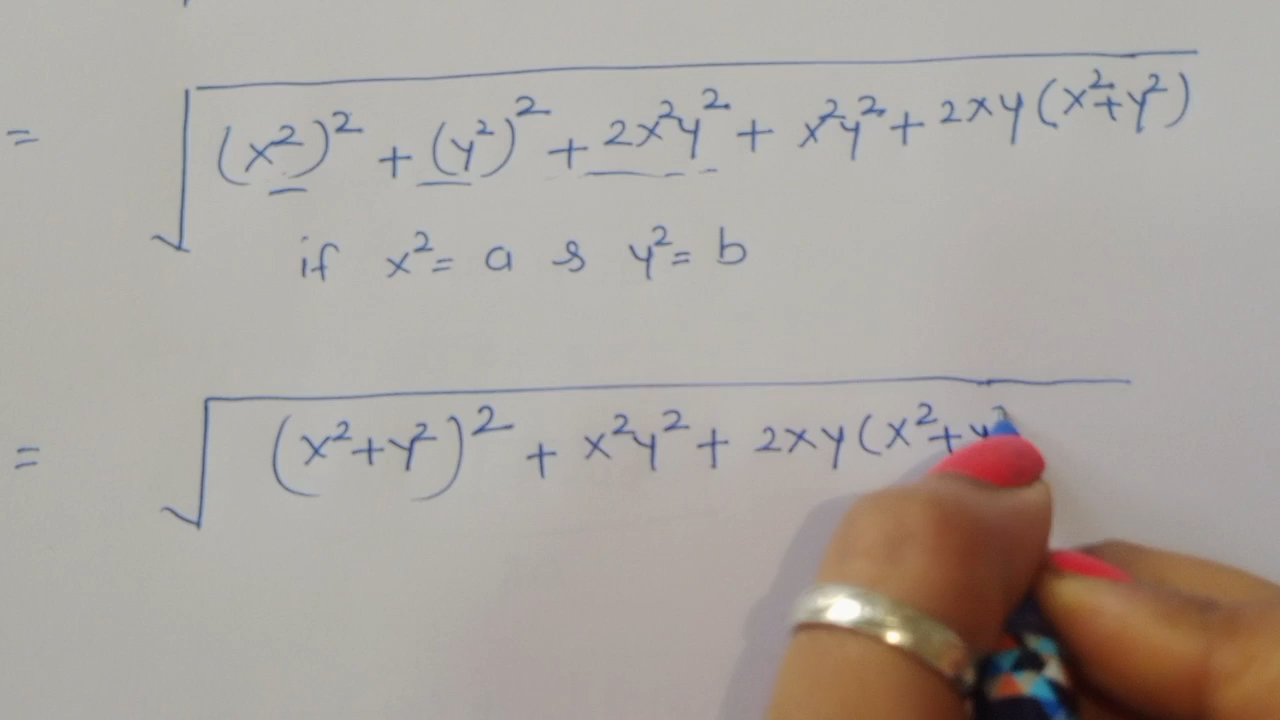 = √(x²)² + (y²)² + 2x²y² + x²y² + 2xy(x²+y²)
if x² = a & y² = b
= √(x²+y²)² + x²y² + 2xy(x²+y